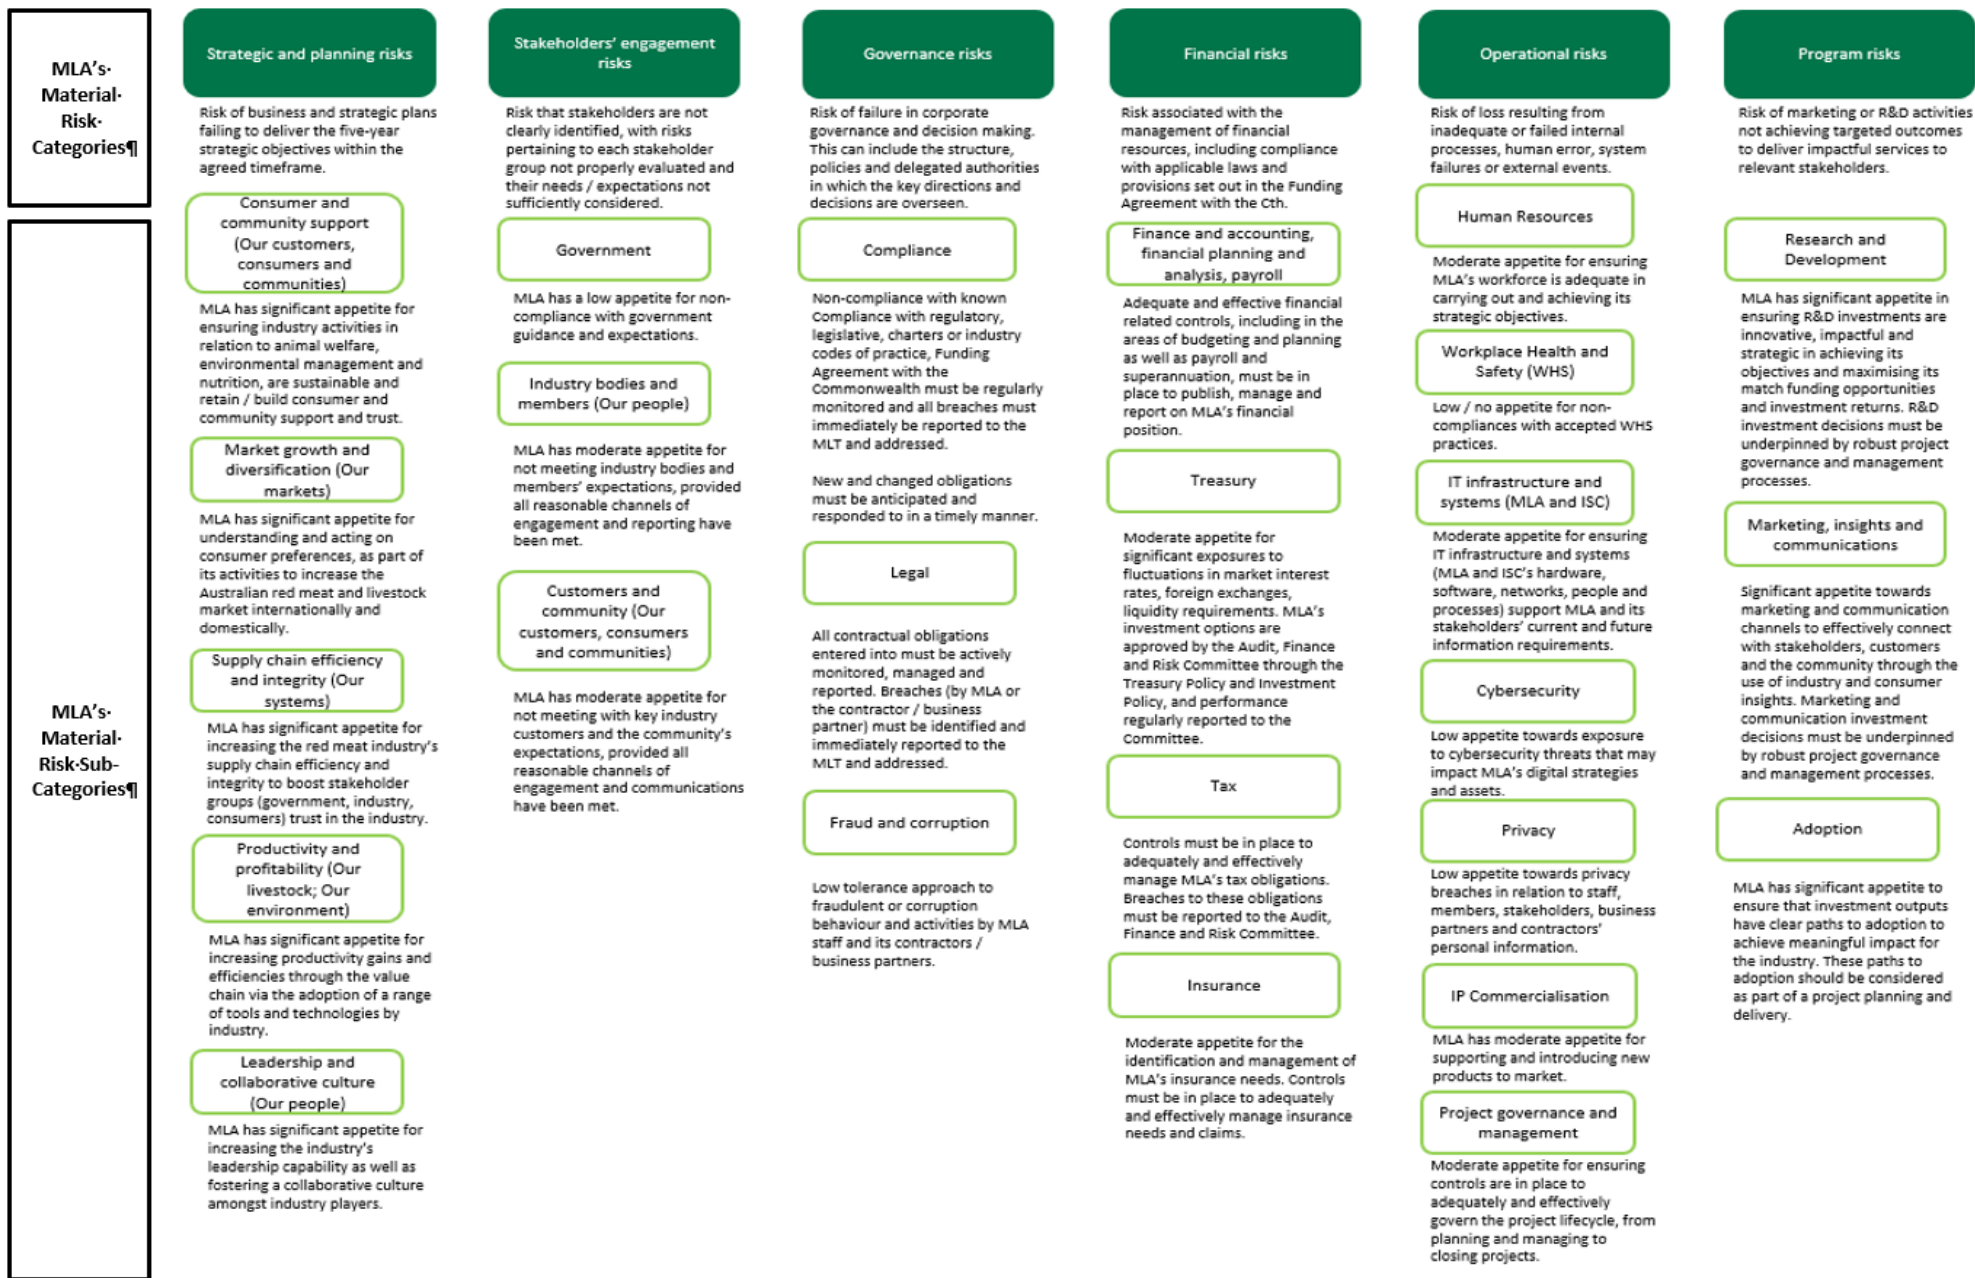 MLA's·
Material·
Risk·
Categories¶
MLA's·
Material·
Risk·Sub-
Categories¶
Strategic and planning risks
Risk of business and strategic plans
failing to deliver the five-year
strategic objectives within the
agreed timeframe.
Consumer and
community support
(Our customers,
consumers and
communities)
MLA has significant appetite for
ensuring industry activities in
relation to animal welfare,
environmental management and
nutrition, are sustainable and
retain / build consumer and
community support and trust.
Market growth and
diversification (Our
markets)
MLA has significant appetite for
understanding and acting on
consumer preferences, as part of
its activities to increase the
Australian red meat and livestock
market internationally and
domestically.
Supply chain efficiency
and integrity (Our
systems)
MLA has significant appetite for
increasing the red meat industry's
supply chain efficiency and
integrity to boost stakeholder
groups (government, industry,
consumers) trust in the industry.
Productivity and
profitability (Our
livestock; Our
environment)
MLA has significant appetite for
increasing productivity gains and
efficiencies through the value
chain via the adoption of a range
of tools and technologies by
industry.
Leadership and
collaborative culture
(Our people)
MLA has significant appetite for
increasing the industry's
leadership capability as well as
fostering a collaborative culture
amongst industry players.
Stakeholders' engagement
risks
Risk that stakeholders are not
clearly identified, with risks
pertaining to each stakeholder
group not properly evaluated and
their needs / expectations not
sufficiently considered.
Government
MLA has a low appetite for non-
compliance with government
guidance and expectations.
Industry bodies and
members (Our people)
MLA has moderate appetite for
not meeting industry bodies and
members' expectations, provided
all reasonable channels of
engagement and reporting have
been met.
Customers and
community (Our
customers, consumers
and communities)
MLA has moderate appetite for
not meeting with key industry
customers and the community's
expectations, provided all
reasonable channels of
engagement and communications
have been met.
Governance risks
Risk of failure in corporate
governance and decision making.
This can include the structure,
policies and delegated authorities
in which the key directions and
decisions are overseen.
Compliance
Non-compliance with known
Compliance with regulatory,
legislative, charters or industry
codes of practice, Funding
Agreement with the
Commonwealth must be regularly
monitored and all breaches must
immediately be reported to the
MLT and addressed.
New and changed obligations
must be anticipated and
responded to in a timely manner.
Legal
All contractual obligations
entered into must be actively
monitored, managed and
reported. Breaches (by MLA or
the contractor / business
partner) must be identified and
immediately reported to the
MLT and addressed.
Fraud and corruption
Low tolerance approach to
fraudulent or corruption
behaviour and activities by MLA
staff and its contractors /
business partners.
Financial risks
Risk associated with the
management of financial
resources, including compliance
with applicable laws and
provisions set out in the Funding
Agreement with the Cth.
Finance and accounting,
financial planning and
analysis, payroll
Adequate and effective financial
related controls, including in the
areas of budgeting and planning
as well as payroll and
superannuation, must be in
place to publish, manage and
report on MLA's financial
position.
Treasury
Moderate appetite for
significant exposures to
fluctuations in market interest
rates, foreign exchanges,
liquidity requirements. MLA's
investment options are
approved by the Audit, Finance
and Risk Committee through the
Treasury Policy and Investment
Policy, and performance
regularly reported to the
Committee.
Tax
Controls must be in place to
adequately and effectively
manage MLA's tax obligations.
Breaches to these obligations
must be reported to the Audit,
Finance and Risk Committee.
Insurance
Moderate appetite for the
identification and management of
MLA's insurance needs. Controls
must be in place to adequately
and effectively manage insurance
needs and claims.
Operational risks
Risk of loss resulting from
inadequate or failed internal
processes, human error, system
failures or external events.
Human Resources
Moderate appetite for ensuring
MLA's workforce is adequate in
carrying out and achieving its
strategic objectives.
Workplace Health and
Safety (WHS)
Low / no appetite for non-
compliances with accepted WHS
practices.
IT infrastructure and
systems (MLA and ISC)
Moderate appetite for ensuring
IT infrastructure and systems
(MLA and ISC's hardware,
software, networks, people and
processes) support MLA and its
stakeholders' current and future
information requirements.
Cybersecurity
Low appetite towards exposure
to cybersecurity threats that may
impact MLA's digital strategies
and assets.
Privacy
Low appetite towards privacy
breaches in relation to staff,
members, stakeholders, business
partners and contractors'
personal information.
IP Commercialisation
MLA has moderate appetite for
supporting and introducing new
products to market.
Project governance and
management
Moderate appetite for ensuring
controls are in place to
adequately and effectively
govern the project lifecycle, from
planning and managing to
closing projects.
Program risks
Risk of marketing or R&D activities
not achieving targeted outcomes
to deliver impactful services to
relevant stakeholders.
Research and
Development
MLA has significant appetite in
ensuring R&D investments are
innovative, impactful and
strategic in achieving its
objectives and maximising its
match funding opportunities
and investment returns. R&D
investment decisions must be
underpinned by robust project
governance and management
processes.
Marketing, insights and
communications
Significant appetite towards
marketing and communication
channels to effectively connect
with stakeholders, customers
and the community through the
use of industry and consumer
insights. Marketing and
communication investment
decisions must be underpinned
by robust project governance
and management processes.
Adoption
MLA has significant appetite to
ensure that investment outputs
have clear paths to adoption to
achieve meaningful impact for
the industry. These paths to
adoption should be considered
as part of a project planning and
delivery.